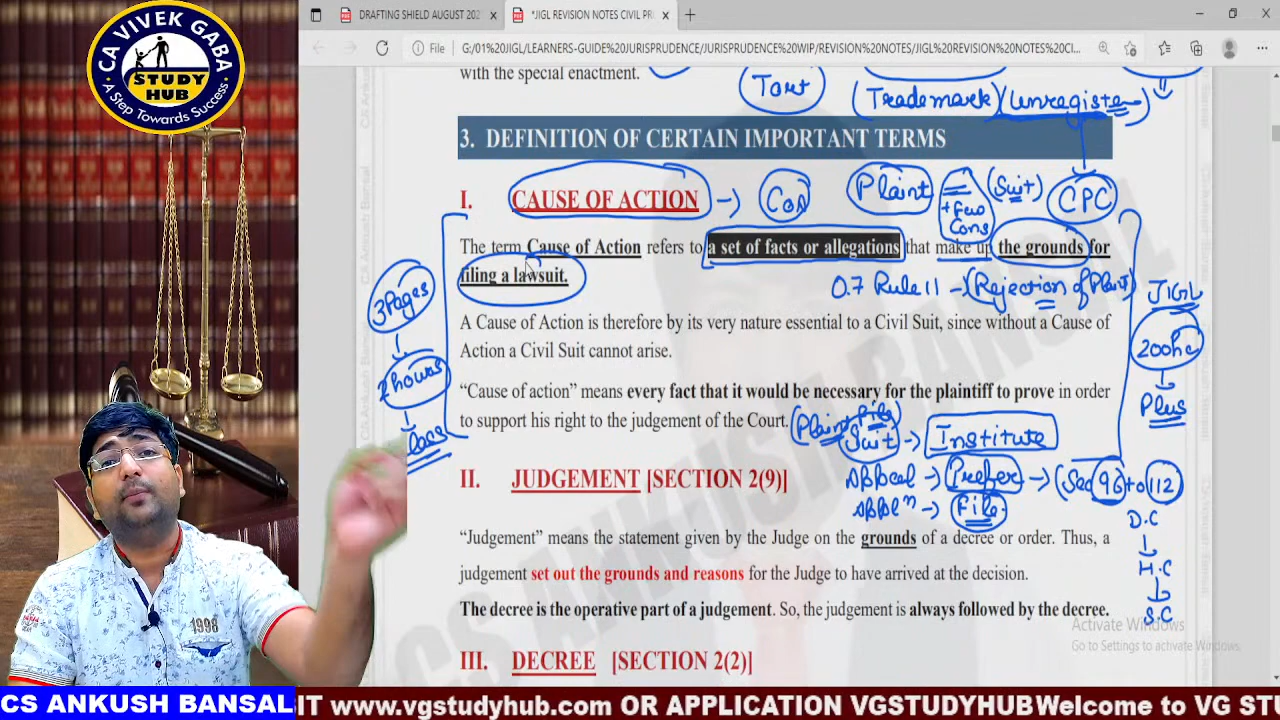 CA VIVEK GABA
STUDY
HUB
A Step Towards Success
DRAFTING SHIELD AUGUST 202
*JIGL REVISION NOTES CIVIL PR
File
G:/01%20JIGL/LEARNERS-GUIDE%20JURISPRUDENCE/JURISPRUDENCE%20WIP/REVISION%20NOTES/JIGL%20REVISION%20NOTES%20CI...
with the special enactment.
Tort
(Trademark) (unregiste
3. DEFINITION OF CERTAIN IMPORTANT TERMS
I. CAUSE OF ACTION → CoA Plaint (Suit) CPC
+ Few
Cons
The term Cause of Action refers to a set of facts or allegations that make up the grounds for
filing a lawsuit.
O.7 Rule 11 – (Rejection of Plaint)
3 Pages
2 hours
Class
JIGL
200hr
Plus
A Cause of Action is therefore by its very nature essential to a Civil Suit, since without a Cause of
Action a Civil Suit cannot arise.
“Cause of action” means every fact that it would be necessary for the plaintiff to prove in order
to support his right to the judgement of the Court.
(Plaint File)
Suit → Institute
II. JUDGEMENT [SECTION 2(9)]
Appeal → Prefer → (Sec 96 to 112
Appln → File
D.C
H.C
S.C
“Judgement” means the statement given by the Judge on the grounds of a decree or order. Thus, a
judgement set out the grounds and reasons for the Judge to have arrived at the decision.
The decree is the operative part of a judgement. So, the judgement is always followed by the decree.
Activate Windows
Go to Settings to activate Windows.
III. DECREE [SECTION 2(2)]
1998
CS ANKUSH BANSAL
IT www.vgstudyhub.com OR APPLICATION VGSTUDYHUBWelcome to VG STU
CS ANKUSH BANSAL